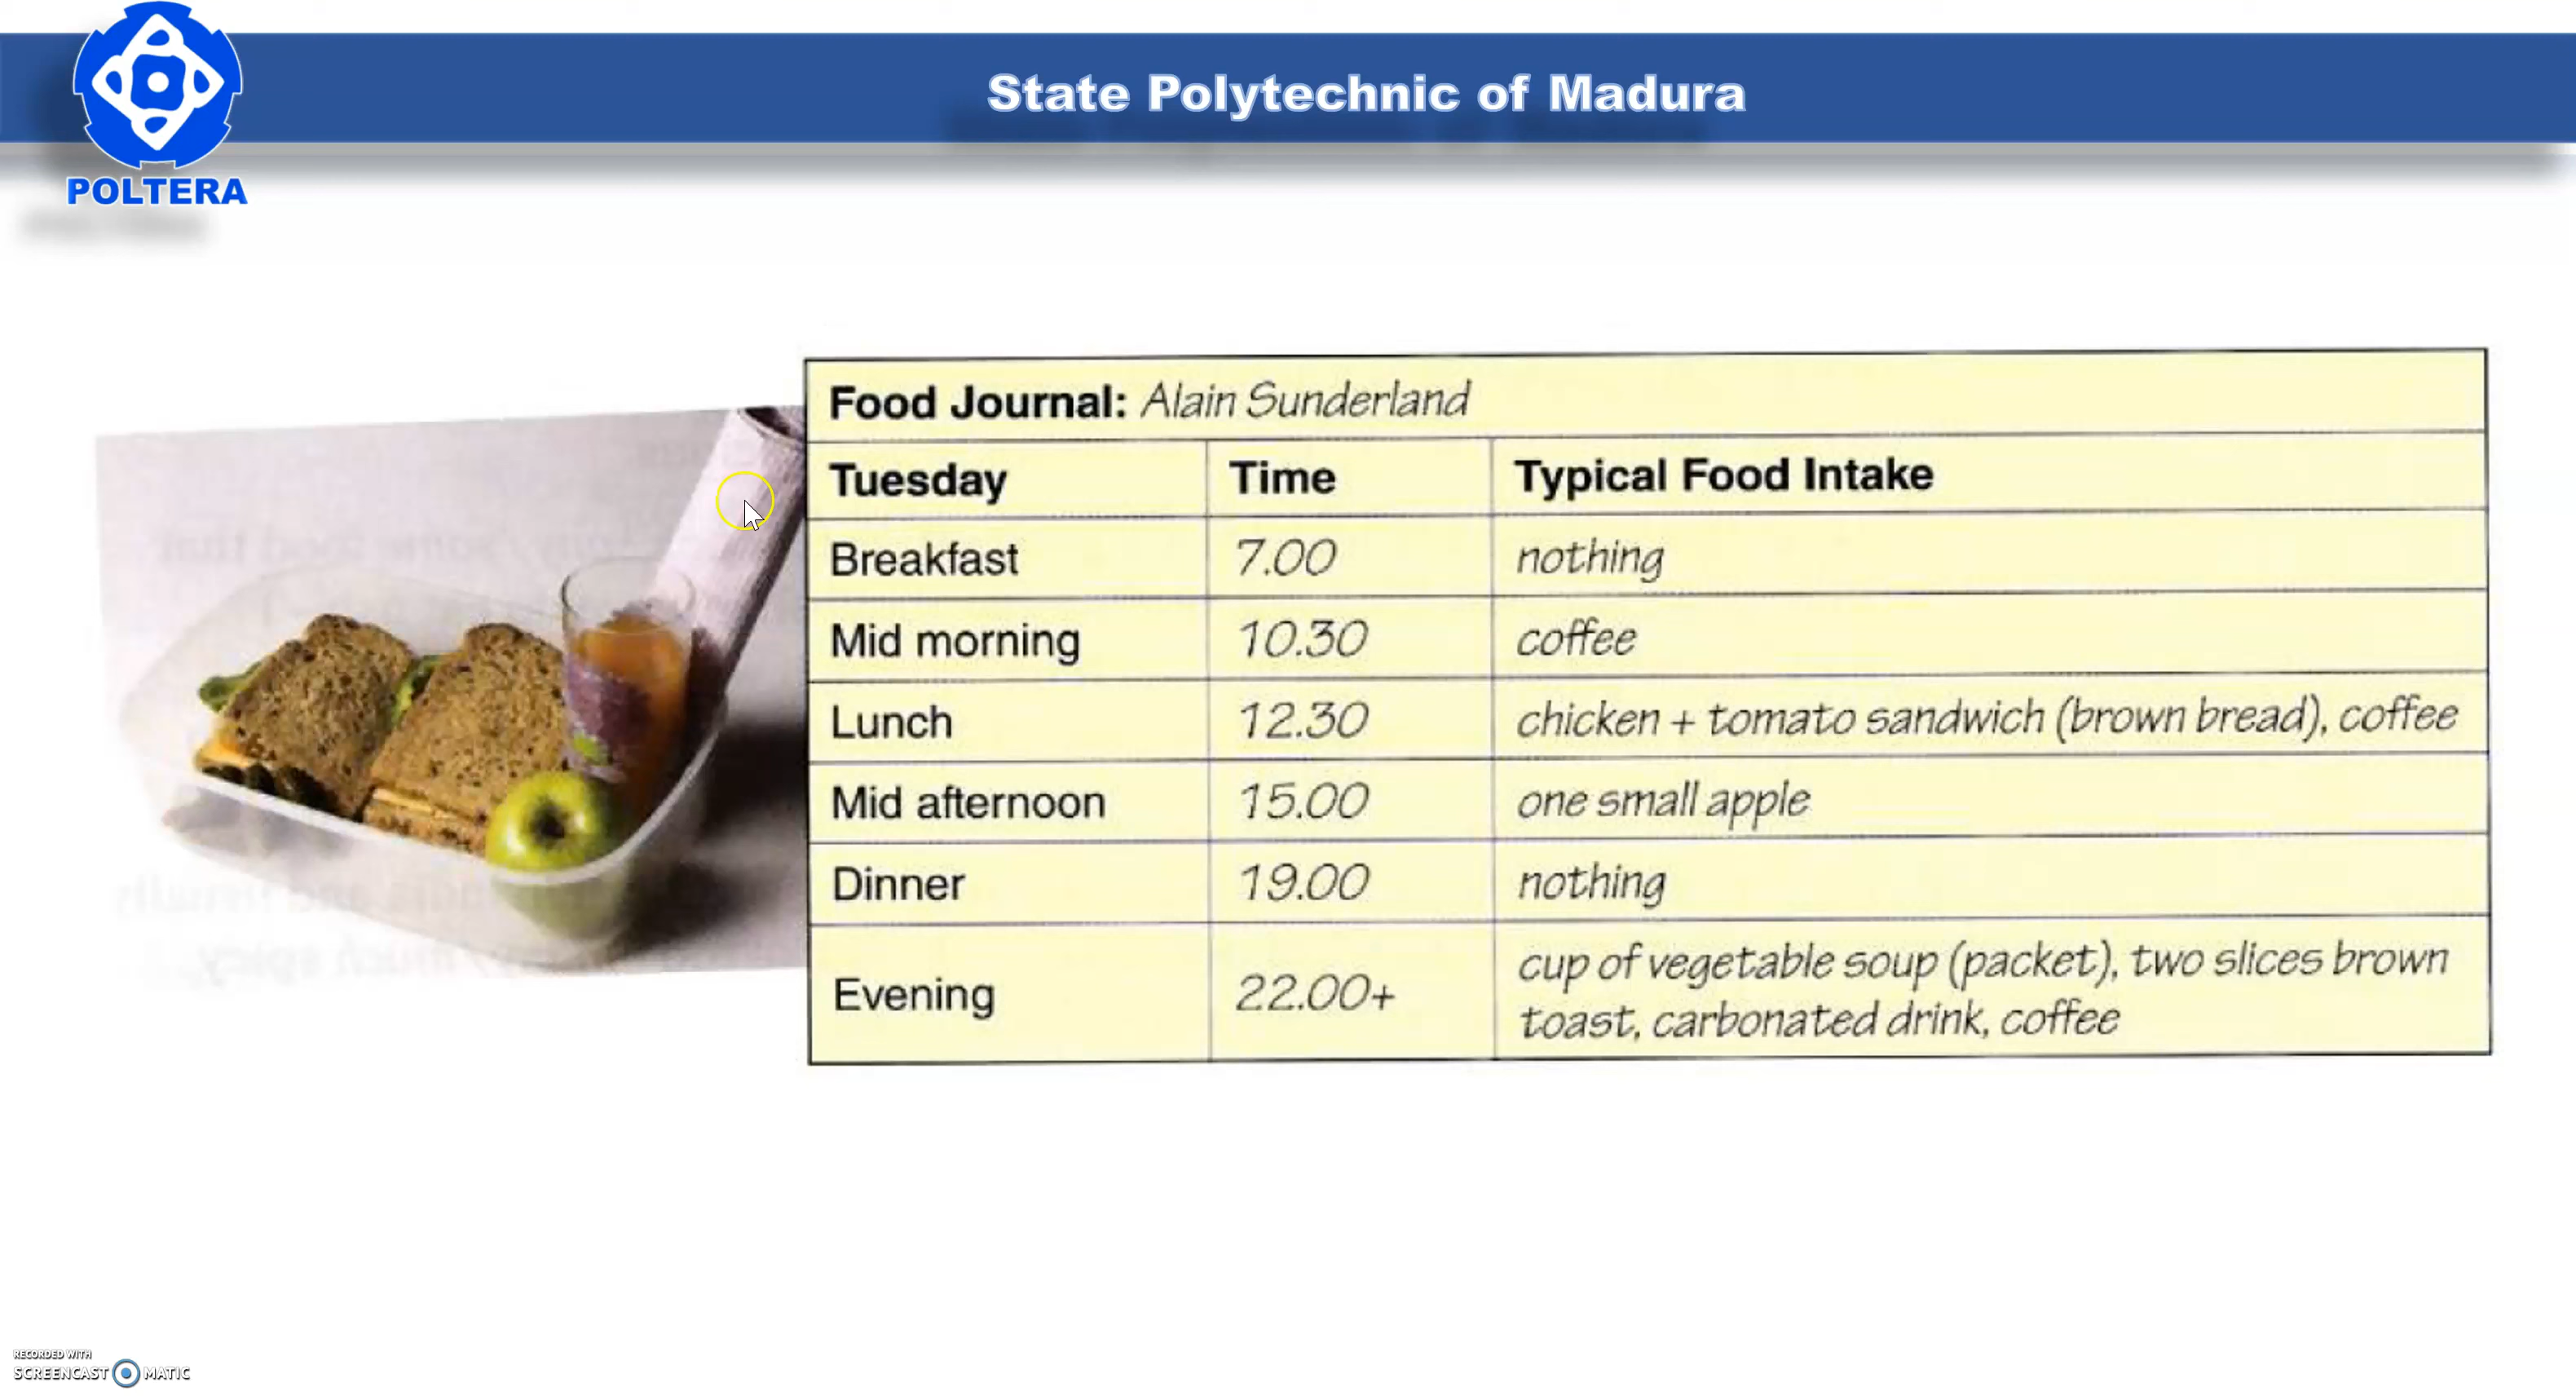 State Polytechnic of Madura
POLTERA
Food Journal: Alain Sunderland
Tuesday Time Typical Food Intake
Breakfast 7.00 nothing
Mid morning 10.30 coffee
Lunch 12.30 chicken + tomato sandwich (brown bread), coffee
Mid afternoon 15.00 one small apple
Dinner 19.00 nothing
Evening 22.00+ cup of vegetable soup (packet), two slices brown
toast, carbonated drink, coffee
RECORDED WITH
SCREENCAST MATIC